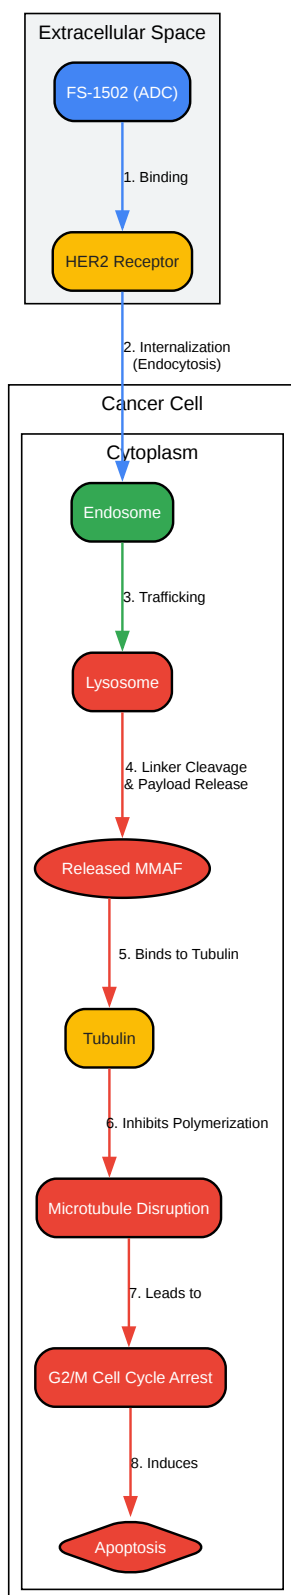 Extracellular Space
FS-1502 (ADC)
1. Binding
HER2 Receptor
2. Internalization
(Endocytosis)
Cancer Cell
Cytoplasm
Endosome
3. Trafficking
Lysosome
4. Linker Cleavage
& Payload Release
Released MMAF
5. Binds to Tubulin
Tubulin
6. Inhibits Polymerization
Microtubule Disruption
7. Leads to
G2/M Cell Cycle Arrest
8. Induces
Apoptosis